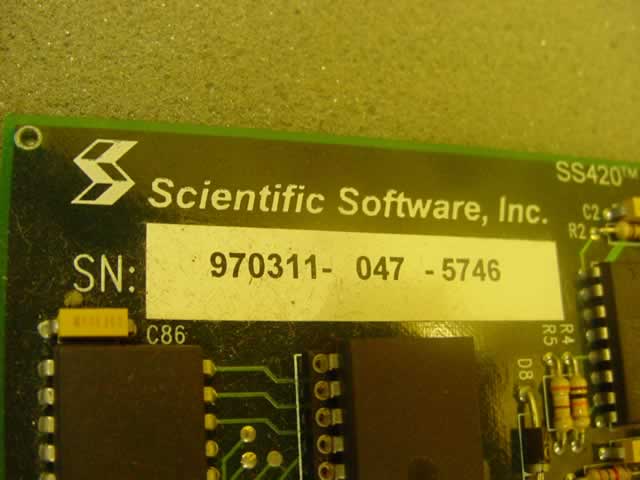 SS420™
Scientific Software, Inc.
SN: 970311- 047 -5746
C2
R2
C86
R5
R4
D8